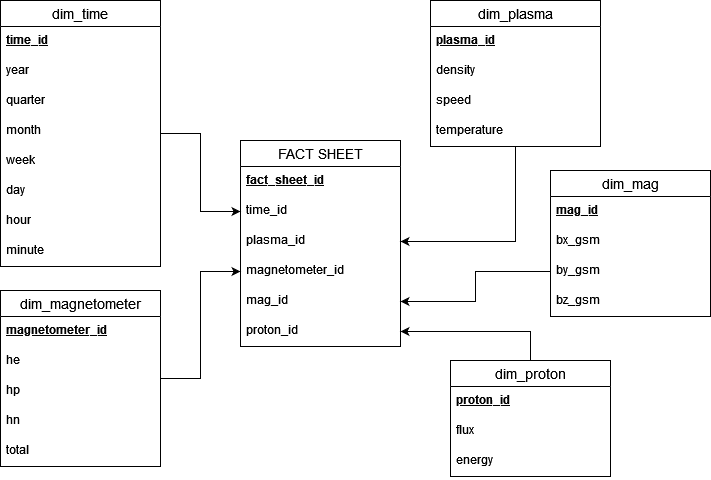 dim_time
time_id
year
quarter
month
week
day
hour
minute
dim_magnetometer
magnetometer_id
he
hp
hn
total
FACT SHEET
fact_sheet_id
time_id
plasma_id
magnetometer_id
mag_id
proton_id
dim_plasma
plasma_id
density
speed
temperature
dim_mag
mag_id
bx_gsm
by_gsm
bz_gsm
dim_proton
proton_id
flux
energy